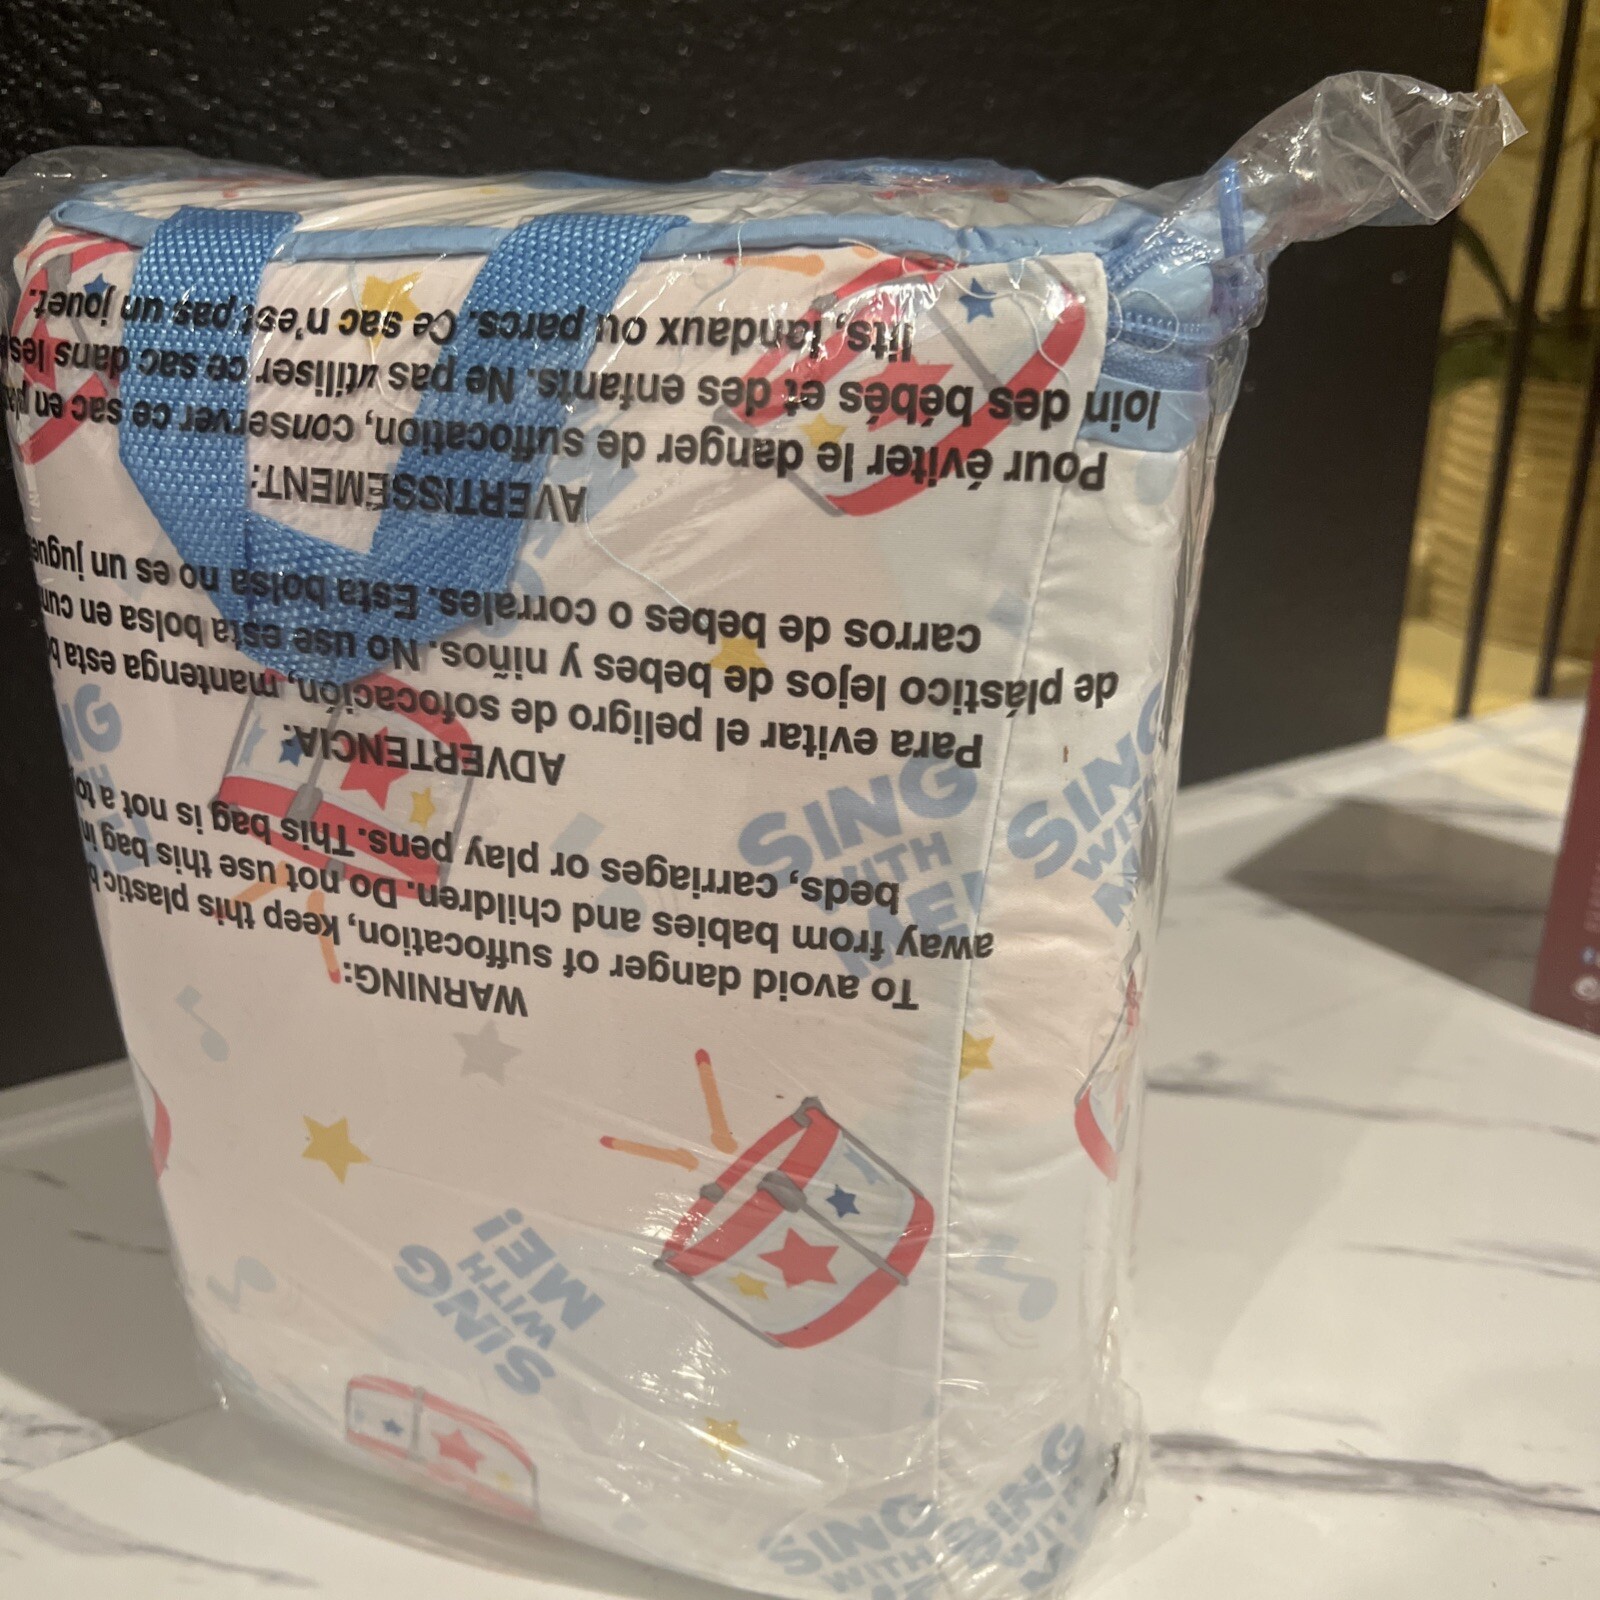 WARNING:
To avoid danger of suffocation, keep this plastic
away from babies and children. Do not use this bag in
beds, carriages or play pens. This bag is not a
ADVERTENCIA:
Para evitar el peligro de sofocación, mantenga esta
de plástico lejos de bebes y niños. No use esta bolsa en
carros de bebes o corrales. Esta bolsa no es un
AVERTISSEMENT:
Pour éviter le danger de suffocation, conserver ce sac en
loin des bébés et des enfants. Ne pas utiliser ce sac dans les
lits, landaux ou parcs. Ce sac n'est pas un jouet.
SING
WITH
ME!
SING
WITH
SING
WITH
ME!
SING
WITH
SING